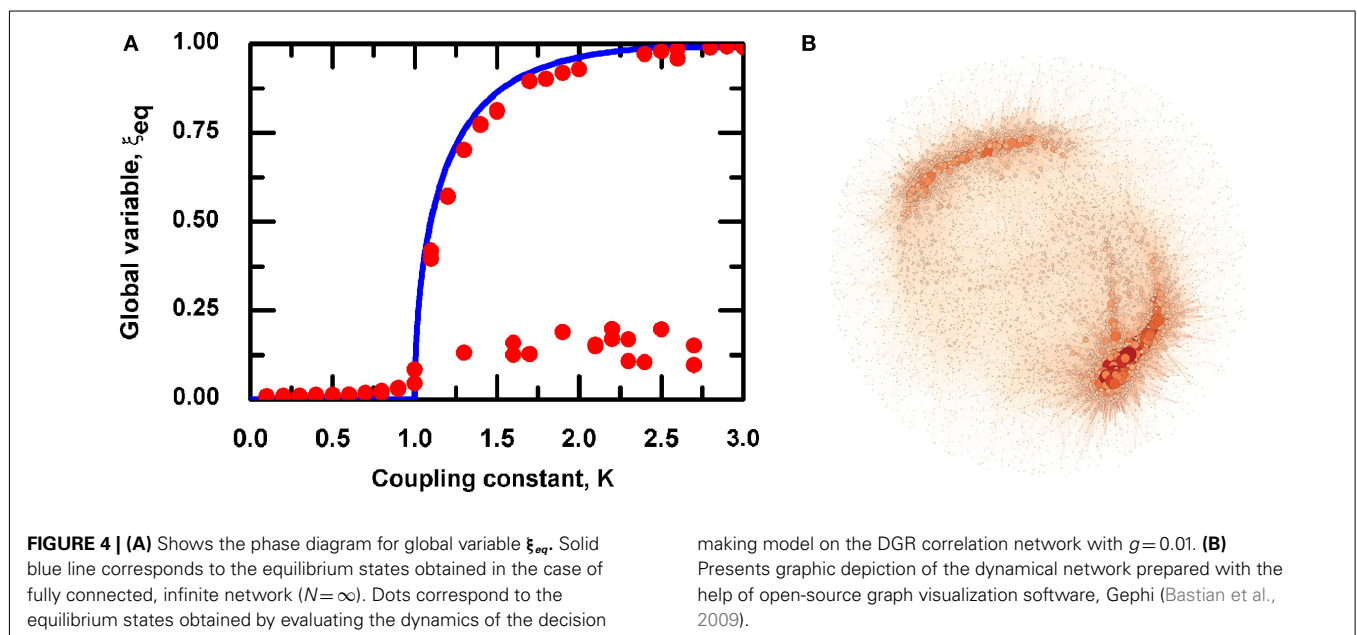 A
B
1.00
0.75
0.50
0.25
0.00
Global variable, ξeq
0.0 0.5 1.0 1.5 2.0 2.5 3.0
Coupling constant, K
FIGURE 4 | (A) Shows the phase diagram for global variable ξeq. Solid
blue line corresponds to the equilibrium states obtained in the case of
fully connected, infinite network (N = ∞). Dots correspond to the
equilibrium states obtained by evaluating the dynamics of the decision
making model on the DGR correlation network with g = 0.01. (B)
Presents graphic depiction of the dynamical network prepared with the
help of open-source graph visualization software, Gephi (Bastian et al.,
2009).